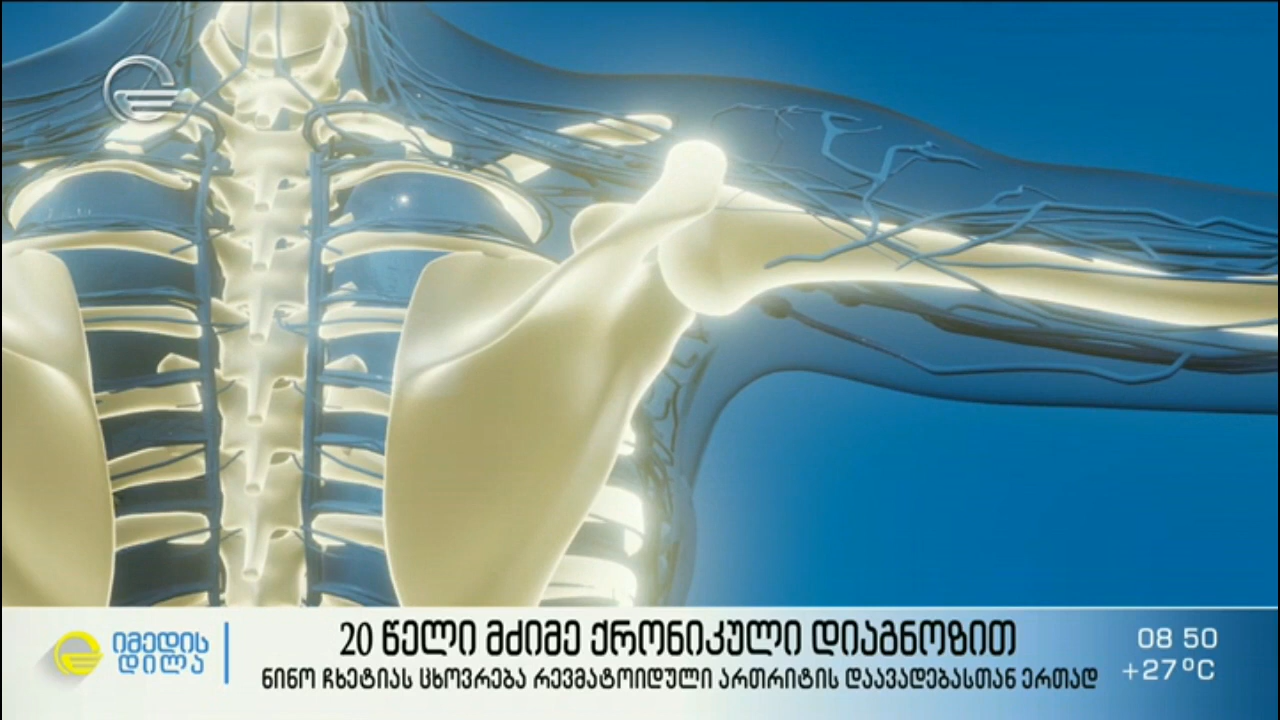 იმედის
დილა
20 წელი მძიმე ქრონიკული დიაგნოზით
ნინო ჩხეტიას ცხოვრება რევმატოიდული ართრიტის დაავადებასთან ერთად
08 50
+27°C